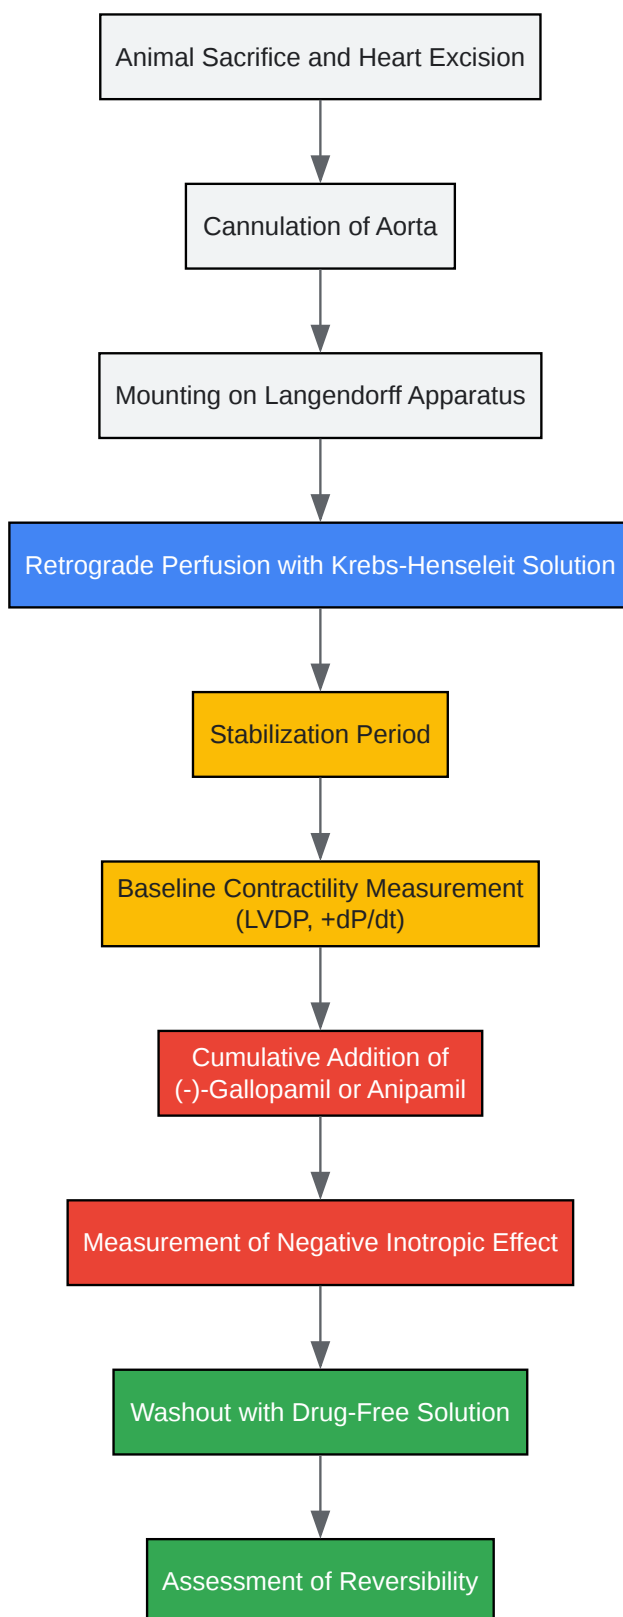 Animal Sacrifice and Heart Excision
Cannulation of Aorta
Mounting on Langendorff Apparatus
Retrograde Perfusion with Krebs-Henseleit Solution
Stabilization Period
Baseline Contractility Measurement
(LVDP, +dP/dt)
Cumulative Addition of
(-)-Gallopamil or Anipamil
Measurement of Negative Inotropic Effect
Washout with Drug-Free Solution
Assessment of Reversibility